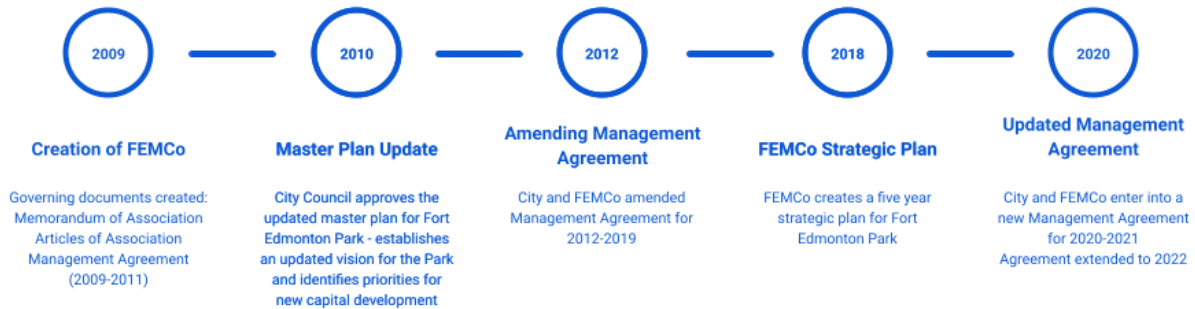 2009
2010
2012
2018
2020
Creation of FEMCo
Governing documents created:
Memorandum of Association
Articles of Association
Management Agreement
(2009-2011)
Master Plan Update
City Council approves the
updated master plan for Fort
Edmonton Park - establishes
an updated vision for the Park
and identifies priorities for
new capital development
Amending Management
Agreement
City and FEMCo amended
Management Agreement for
2012-2019
FEMCo Strategic Plan
FEMCo creates a five year
strategic plan for Fort
Edmonton Park
Updated Management
Agreement
City and FEMCo enter into a
new Management Agreement
for 2020-2021
Agreement extended to 2022